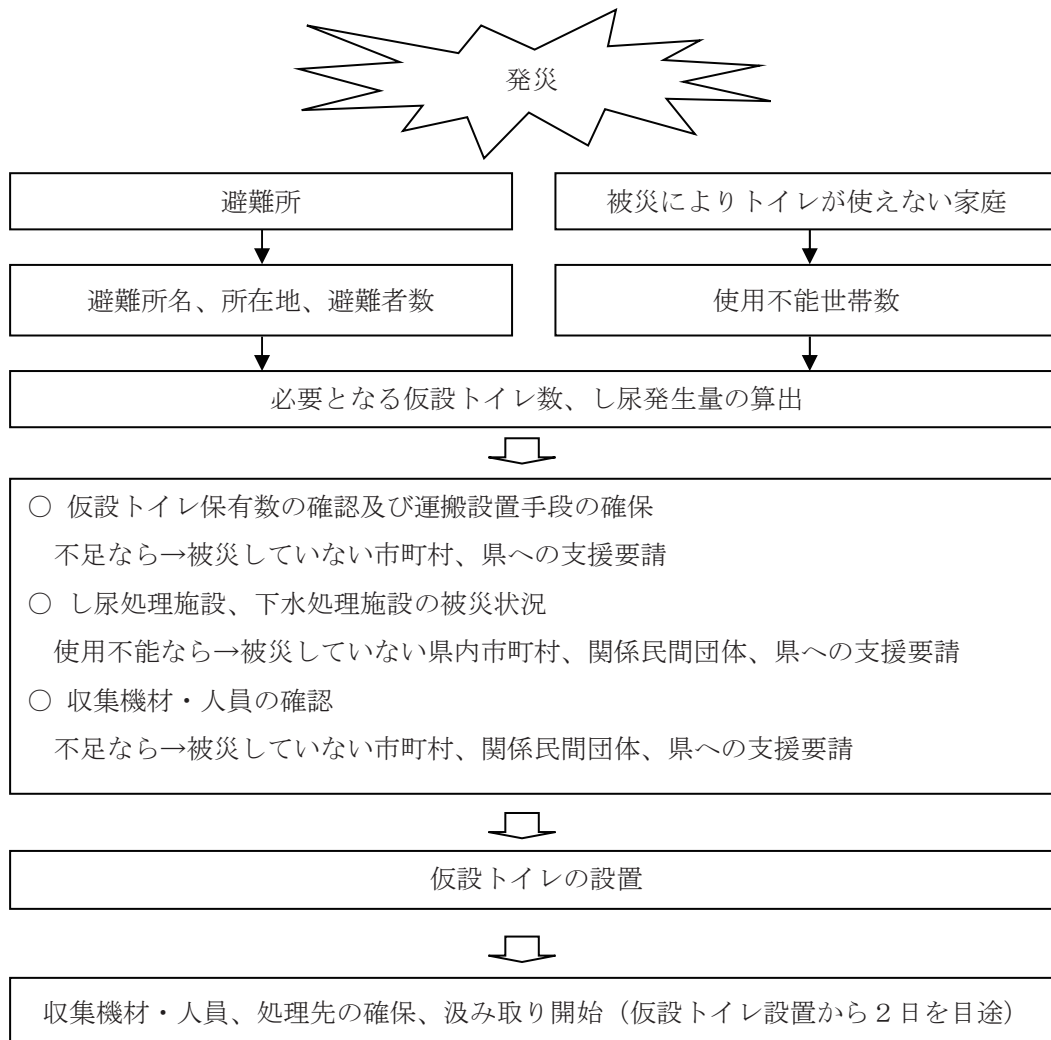 発災
避難所
被災によりトイレが使えない家庭
避難所名、所在地、避難者数
使用不能世帯数
必要となる仮設トイレ数、し尿発生量の算出
○ 仮設トイレ保有数の確認及び運搬設置手段の確保
不足なら→被災していない市町村、県への支援要請
○ し尿処理施設、下水処理施設の被災状況
使用不能なら→被災していない県内市町村、関係民間団体、県への支援要請
○ 収集機材・人員の確認
不足なら→被災していない市町村、関係民間団体、県への支援要請
仮設トイレの設置
収集機材・人員、処理先の確保、汲み取り開始（仮設トイレ設置から２日を目途）